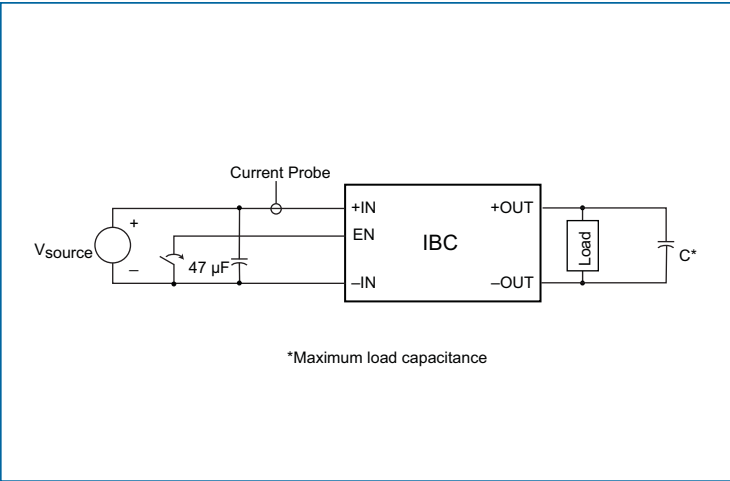 Current Probe
+IN
+OUT
+
EN
IBC
Vsource
Load
47 µF
C*
–
–IN
–OUT
*Maximum load capacitance